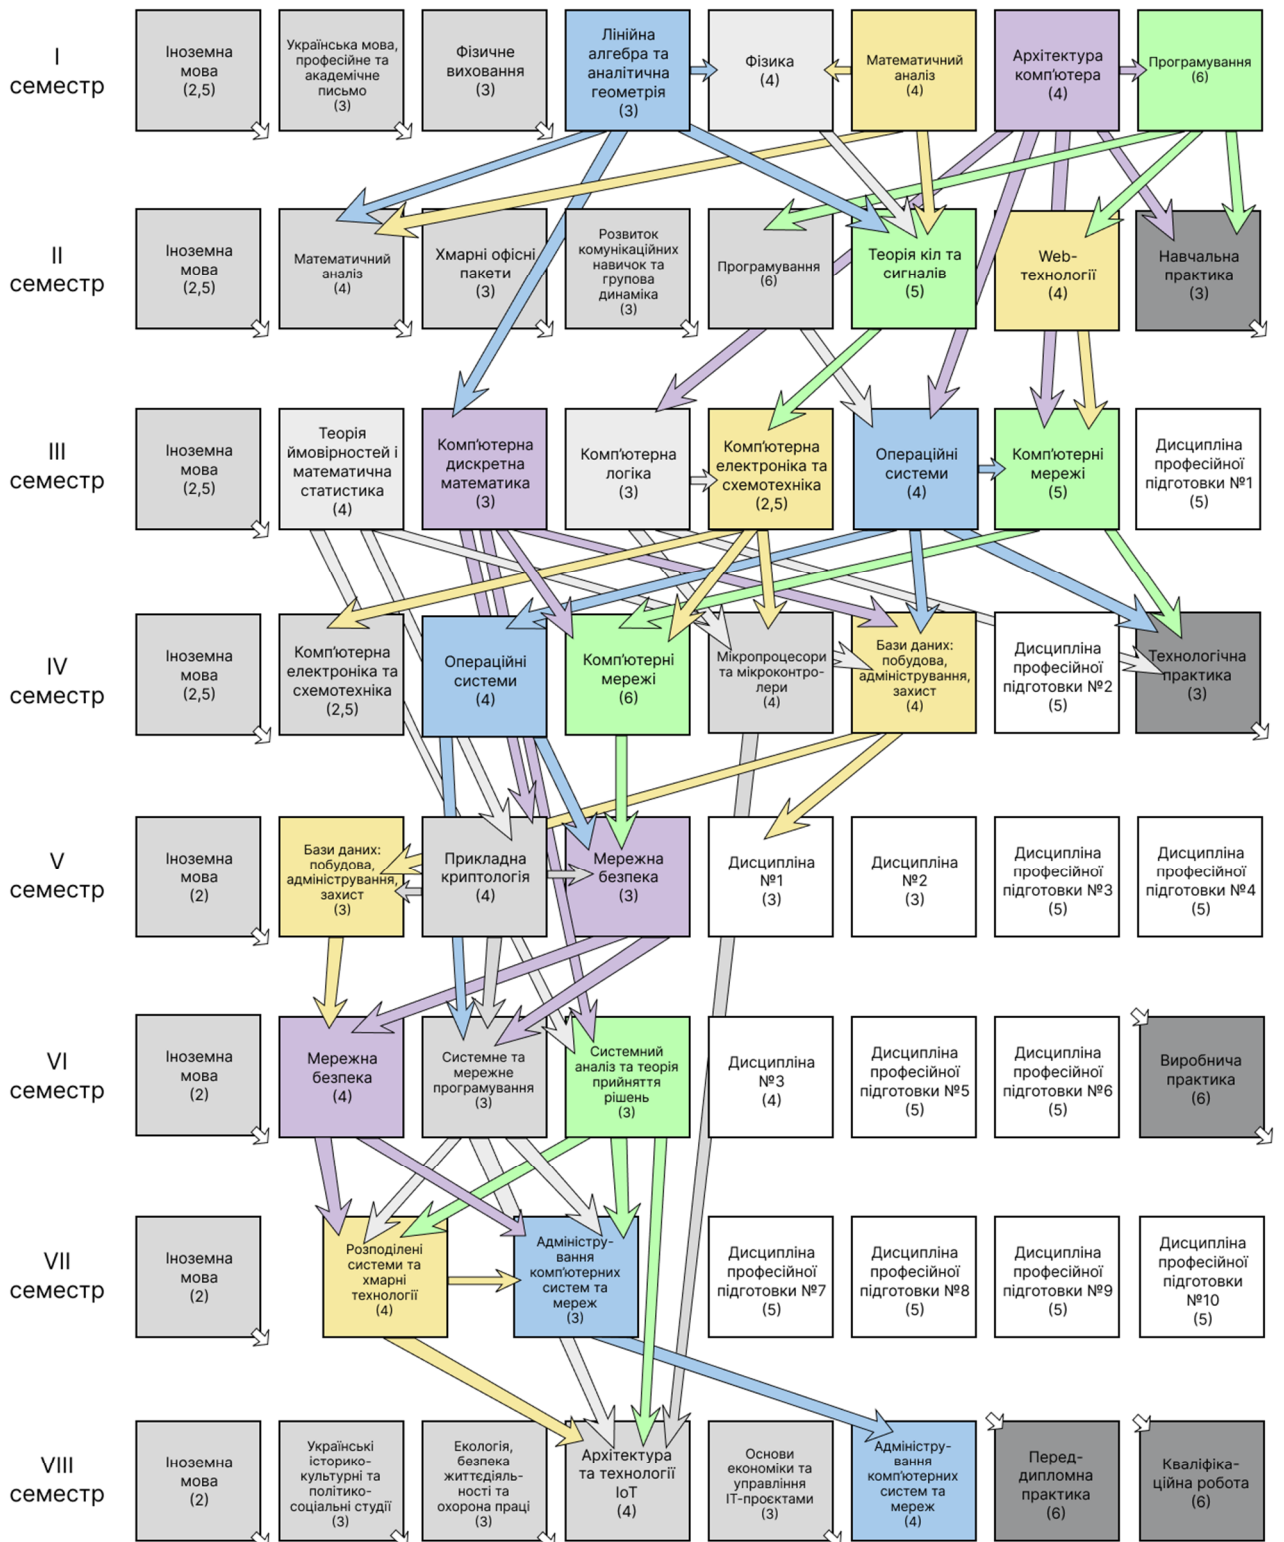 I
семестр
Іноземна
мова
(2,5)
Українська мова,
професійне та
академічне
письмо
(3)
Фізичне
виховання
(3)
Лінійна
алгебра та
аналітична
геометрія
(3)
Фізика
(4)
Математичний
аналіз
(4)
Архітектура
комп'ютера
(4)
Програмування
(6)
II
семестр
Іноземна
мова
(2,5)
Математичний
аналіз
(4)
Хмарні офісні
пакети
(3)
Розвиток
комунікаційних
навичок та
групова
динаміка
(3)
Програмування
(6)
Теорія кіл та
сигналів
(5)
Web-
технології
(4)
Навчальна
практика
(3)
III
семестр
Іноземна
мова
(2,5)
Теорія
ймовірностей і
математична
статистика
(4)
Комп'ютерна
дискретна
математика
(3)
Комп'ютерна
логіка
(3)
Комп'ютерна
електроніка та
схемотехніка
(2,5)
Операційні
системи
(4)
Комп'ютерні
мережі
(5)
Дисципліна
професійної
підготовки №1
(5)
IV
семестр
Іноземна
мова
(2,5)
Комп'ютерна
електроніка та
схемотехніка
(2,5)
Операційні
системи
(4)
Комп'ютерні
мережі
(6)
Мікропроцесори
та мікроконтро-
лери
(4)
Бази даних:
побудова,
адміністрування,
захист
(4)
Дисципліна
професійної
підготовки №2
(5)
Технологічна
практика
(3)
V
семестр
Іноземна
мова
(2)
Бази даних:
побудова,
адміністрування,
захист
(3)
Прикладна
криптологія
(4)
Мережна
безпека
(3)
Дисципліна
№1
(3)
Дисципліна
№2
(3)
Дисципліна
професійної
підготовки №3
(5)
Дисципліна
професійної
підготовки №4
(5)
VI
семестр
Іноземна
мова
(2)
Мережна
безпека
(4)
Системне та
мережне
програмування
(3)
Системний
аналіз та теорія
прийняття
рішень
(3)
Дисципліна
№3
(4)
Дисципліна
професійної
підготовки №5
(5)
Дисципліна
професійної
підготовки №6
(5)
Виробнича
практика
(6)
VII
семестр
Іноземна
мова
(2)
Розподілені
системи та
хмарні
технології
(4)
Адміністру-
вання
комп'ютерних
систем та
мереж
(3)
Дисципліна
професійної
підготовки №7
(5)
Дисципліна
професійної
підготовки №8
(5)
Дисципліна
професійної
підготовки №9
(5)
Дисципліна
професійної
підготовки
№10
(5)
VIII
семестр
Іноземна
мова
(2)
Українські
історико-
культурні та
політико-
соціальні студії
(3)
Екологія,
безпека
життєдіяль-
ності та
охорона праці
(3)
Архітектура
та технології
IoT
(4)
Основи
економіки та
управління
ІТ-проєктами
(3)
Адміністру-
вання
комп'ютерних
систем та
мереж
(4)
Перед-
дипломна
практика
(6)
Кваліфіка-
ційна робота
(6)